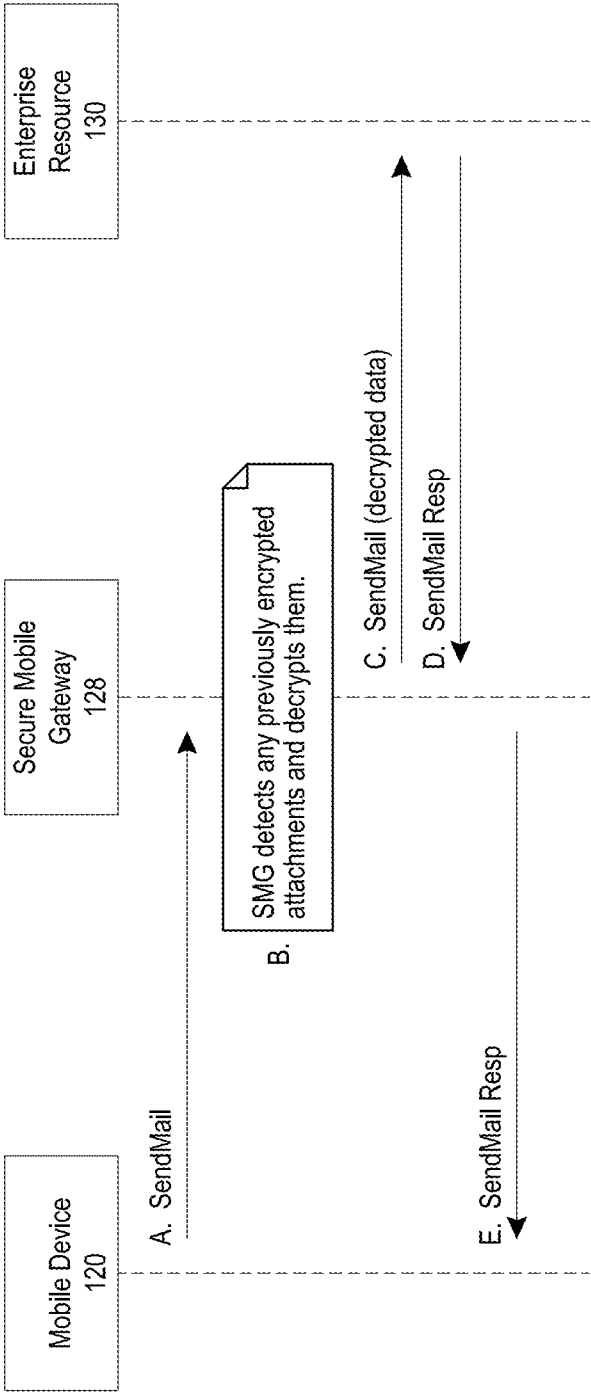 Mobile Device
120
Secure Mobile
Gateway
128
Enterprise
Resource
130
A. SendMail
B.
SMG detects any previously encrypted
attachments and decrypts them.
C. SendMail (decrypted data)
D. SendMail Resp
E. SendMail Resp